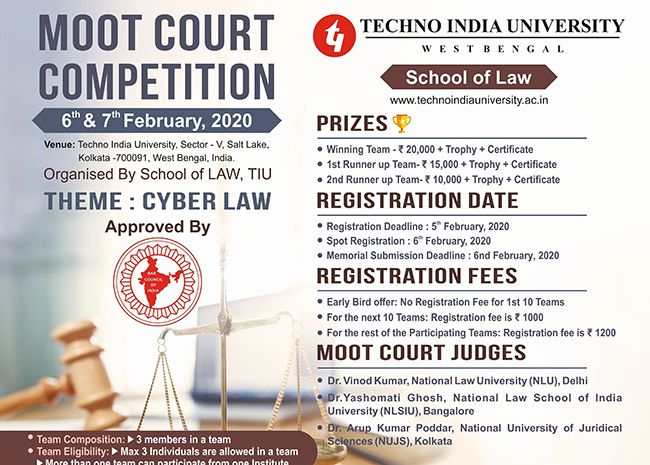 MOOT COURT
COMPETITION
6th & 7th February, 2020
Venue: Techno India University, Sector - V, Salt Lake,
Kolkata -700091, West Bengal, India.
Organised By School of LAW, TIU
THEME : CYBER LAW
Approved By
BAR
COUNCIL
OF
INDIA
TECHNO INDIA UNIVERSITY
WEST BENGAL
School of Law
www.technoindiauniversity.ac.in
PRIZES
• Winning Team - ₹ 20,000 + Trophy + Certificate
• 1st Runner up Team- ₹ 15,000 + Trophy + Certificate
• 2nd Runner up Team- ₹ 10,000 + Trophy + Certificate
REGISTRATION DATE
• Registration Deadline : 5th February, 2020
• Spot Registration : 6th February, 2020
• Memorial Submission Deadline : 6nd February, 2020
REGISTRATION FEES
• Early Bird offer: No Registration Fee for 1st 10 Teams
• For the next 10 Teams: Registration fee is ₹ 1000
• For the rest of the Participating Teams: Registration fee is ₹ 1200
MOOT COURT JUDGES
• Dr. Vinod Kumar, National Law University (NLU), Delhi
• Dr.Yashomati Ghosh, National Law School of India
University (NLSIU), Bangalore
• Dr. Arup Kumar Poddar, National University of Juridical
Sciences (NUJS), Kolkata
• Team Composition: ▶ 3 members in a team
• Team Eligibility: ▶ Max 3 Individuals are allowed in a team
▶ More than one team can participate from one Institute